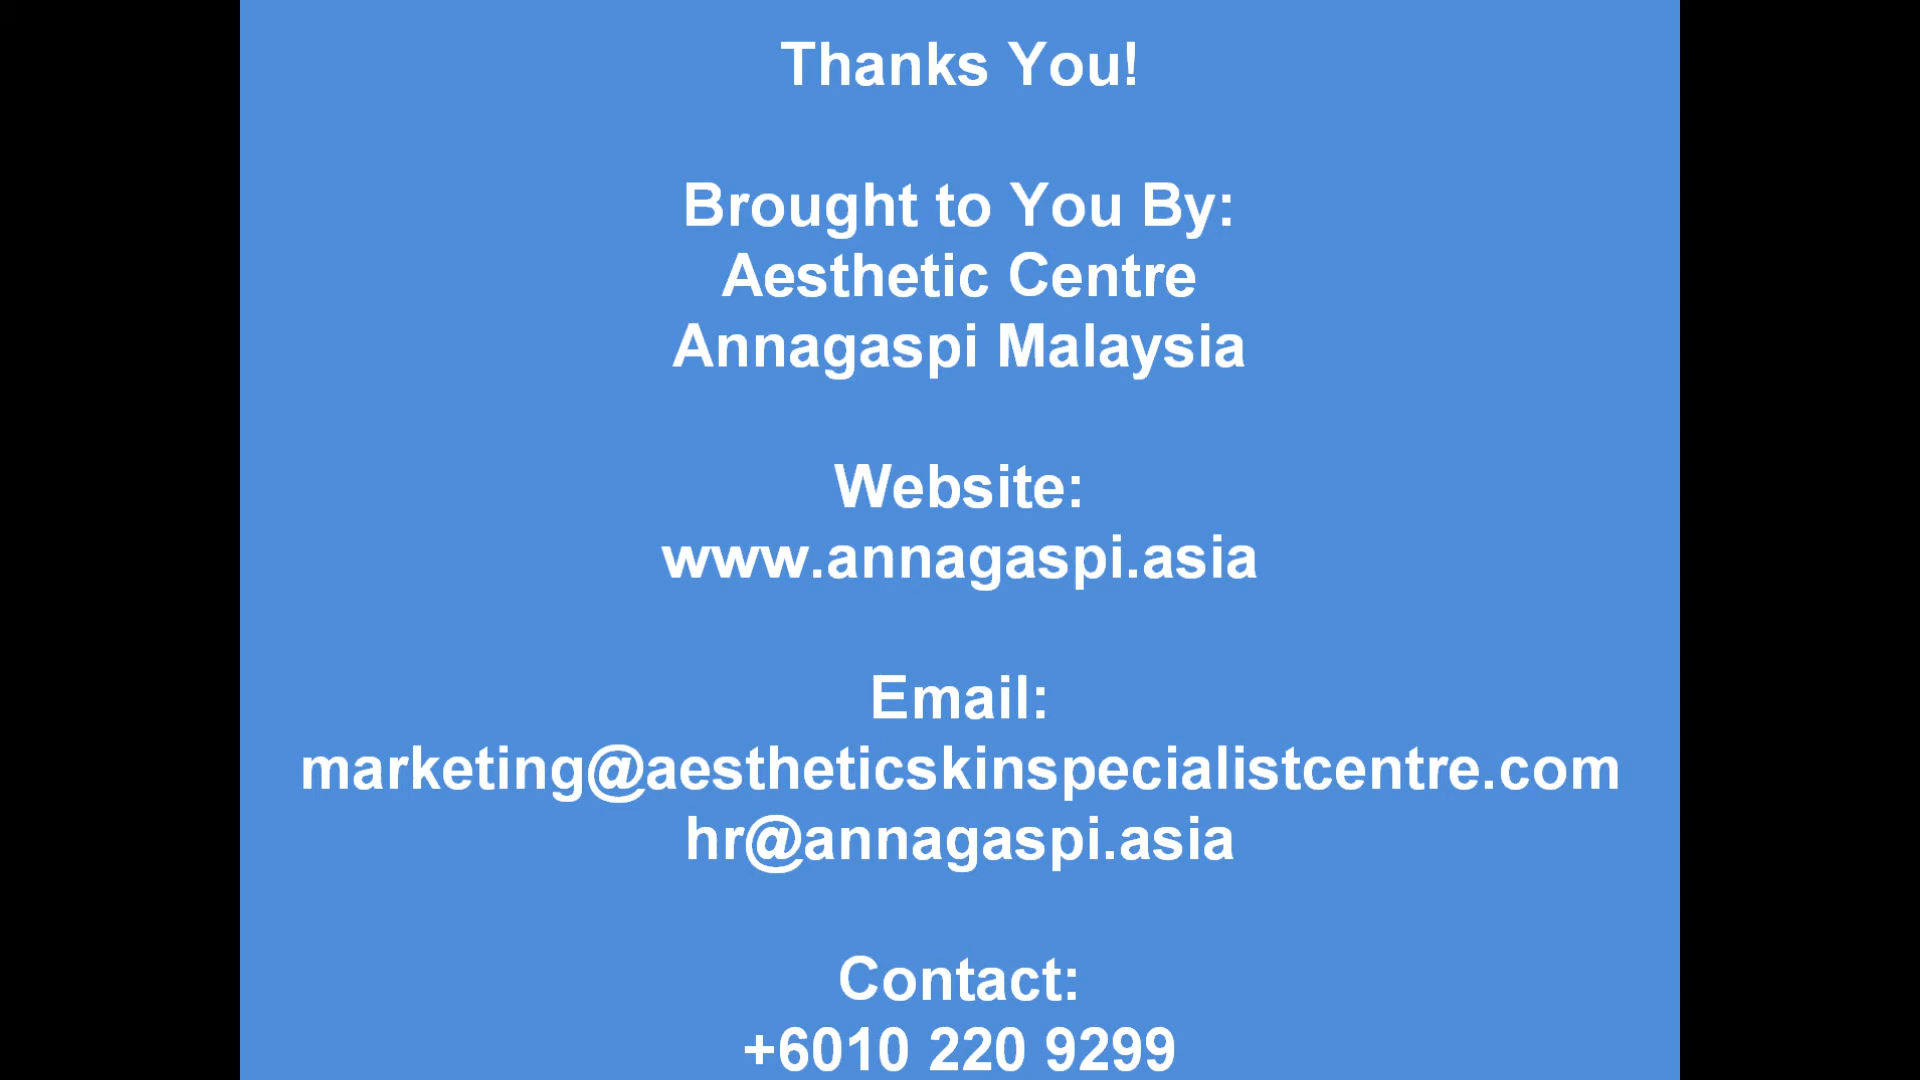 Thanks You!
Brought to You By:
Aesthetic Centre
Annagaspi Malaysia
Website:
www.annagaspi.asia
Email:
marketing@aestheticskinspecialistcentre.com
hr@annagaspi.asia
Contact:
+6010 220 9299